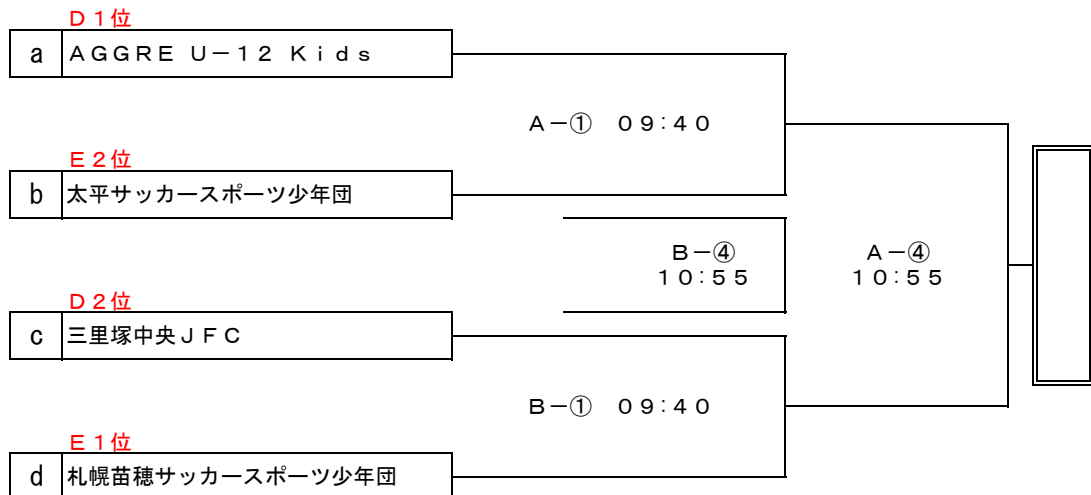 Ｄ１位
a ＡＧＧＲＥ Ｕ－１２ Ｋｉｄｓ
Ａ－① ０９:４０
Ｅ２位
b 太平サッカースポーツ少年団
Ｂ－④
１０:５５
Ａ－④
１０:５５
Ｄ２位
c 三里塚中央ＪＦＣ
Ｂ－① ０９:４０
Ｅ１位
d 札幌苗穂サッカースポーツ少年団